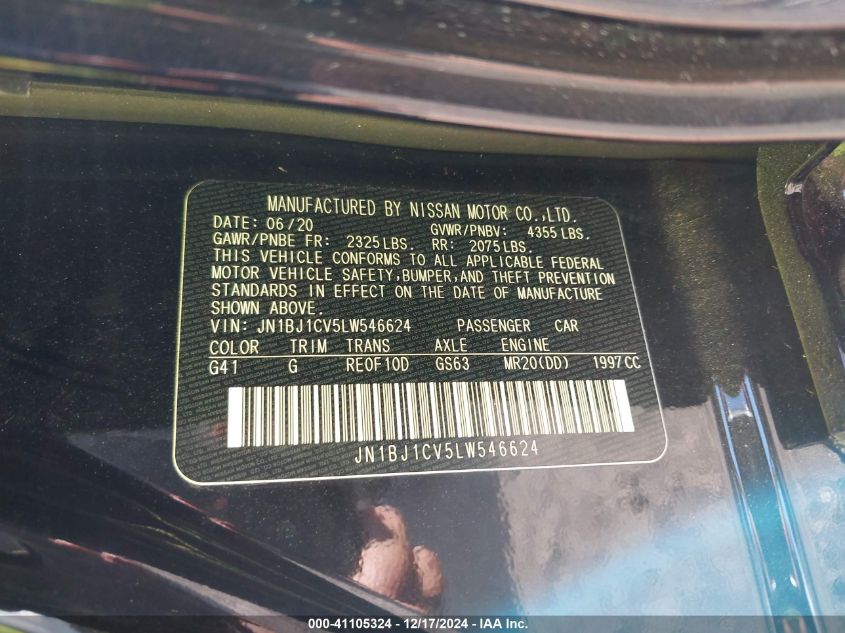 MANUFACTURED BY NISSAN MOTOR CO.,LTD.
DATE: 06/20 GVWR/PNBV: 4355 LBS.
GAWR/PNBE FR: 2325 LBS. RR: 2075 LBS.
THIS VEHICLE CONFORMS TO ALL APPLICABLE FEDERAL
MOTOR VEHICLE SAFETY, BUMPER, AND THEFT PREVENTION
STANDARDS IN EFFECT ON THE DATE OF MANUFACTURE
SHOWN ABOVE.
VIN: JN1BJ1CV5LW546624 PASSENGER CAR
COLOR TRIM TRANS AXLE ENGINE
G41 G RE0F10D GS63 MR20(DD) 1997CC
JN1BJ1CV5LW546624
000-41105324 - 12/17/2024 - IAA Inc.